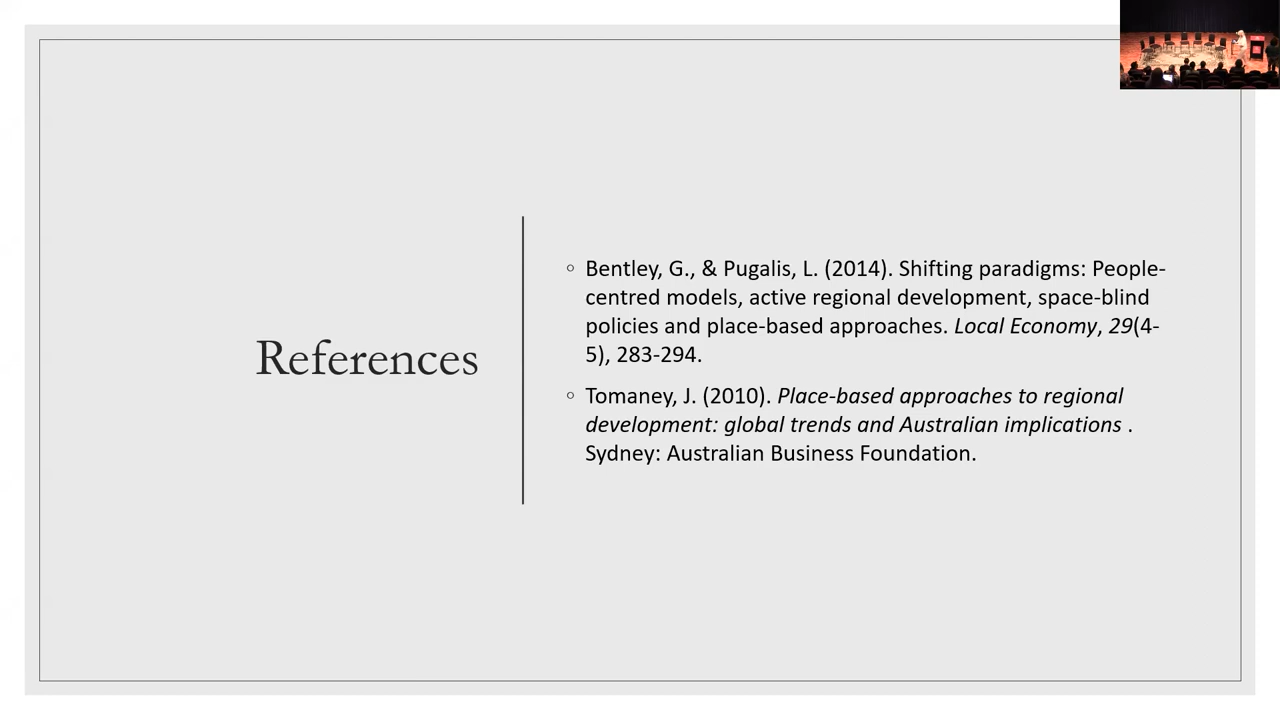 References
◦ Bentley, G., & Pugalis, L. (2014). Shifting paradigms: People-
centred models, active regional development, space-blind
policies and place-based approaches. Local Economy, 29(4-
5), 283-294.
◦ Tomaney, J. (2010). Place-based approaches to regional
development: global trends and Australian implications .
Sydney: Australian Business Foundation.